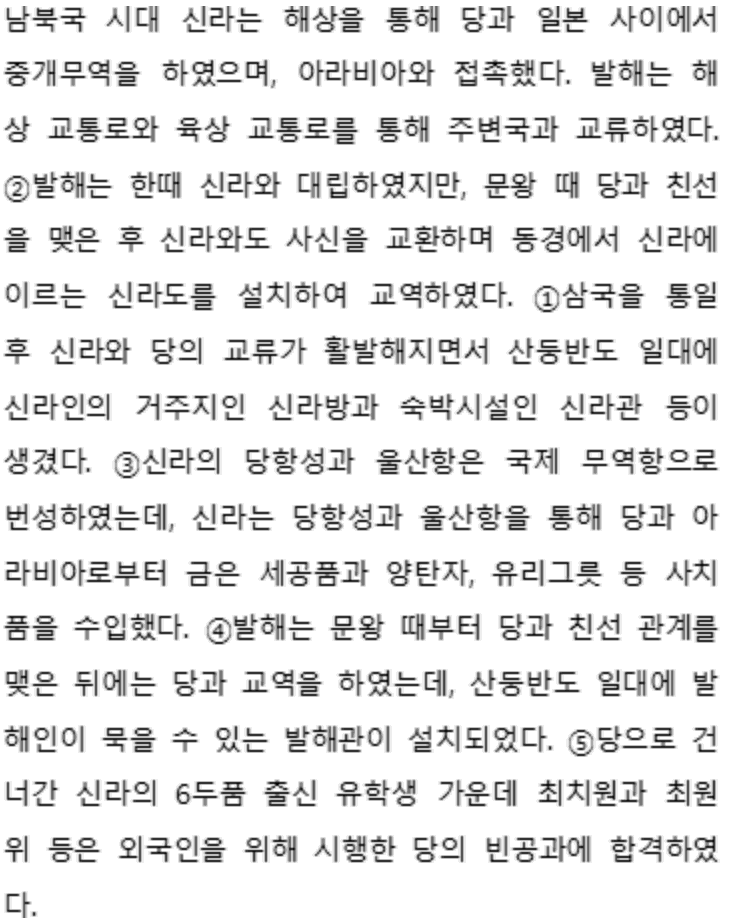 남북국 시대 신라는 해상을 통해 당과 일본 사이에서
중개무역을 하였으며, 아라비아와 접촉했다. 발해는 해
상 교통로와 육상 교통로를 통해 주변국과 교류하였다.
②발해는 한때 신라와 대립하였지만, 문왕 때 당과 친선
을 맺은 후 신라와도 사신을 교환하며 동경에서 신라에
이르는 신라도를 설치하여 교역하였다. ①삼국을 통일
후 신라와 당의 교류가 활발해지면서 산둥반도 일대에
신라인의 거주지인 신라방과 숙박시설인 신라관 등이
생겼다. ③신라의 당항성과 울산항은 국제 무역항으로
번성하였는데, 신라는 당항성과 울산항을 통해 당과 아
라비아로부터 금은 세공품과 양탄자, 유리그릇 등 사치
품을 수입했다. ④발해는 문왕 때부터 당과 친선 관계를
맺은 뒤에는 당과 교역을 하였는데, 산둥반도 일대에 발
해인이 묵을 수 있는 발해관이 설치되었다. ⑤당으로 건
너간 신라의 6두품 출신 유학생 가운데 최치원과 최원
위 등은 외국인을 위해 시행한 당의 빈공과에 합격하였
다.